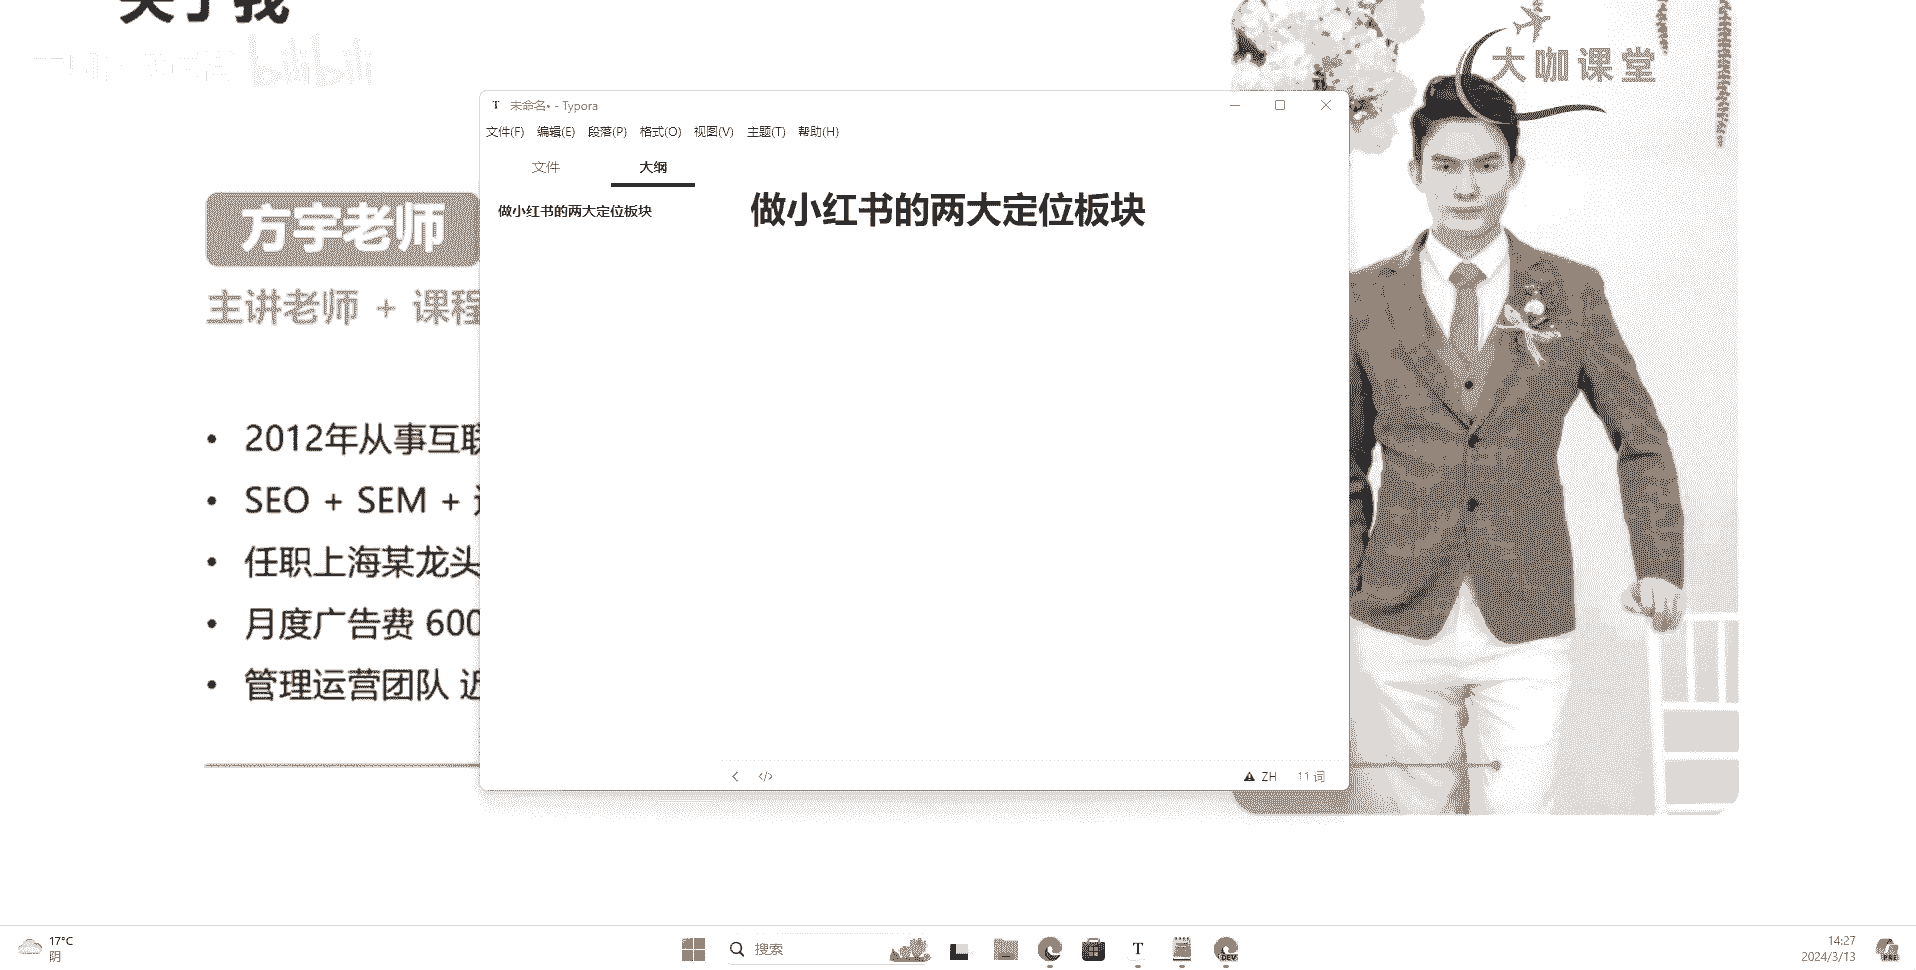 关于我
bilibili
大咖课堂
未命名• - Typora
文件(F) 编辑(E) 段落(P) 格式(O) 视图(V) 主题(T) 帮助(H)
文件 大纲
做小红书的两大定位板块
做小红书的两大定位板块
方宇老师
主讲老师 + 课程
• 2012年从事互联
• SEO + SEM +
• 任职上海某龙头
• 月度广告费 600
• 管理运营团队 近
</> ZH 11 词
17°C
阴
搜索
T
DEV
14:27
2024/3/13
PRE